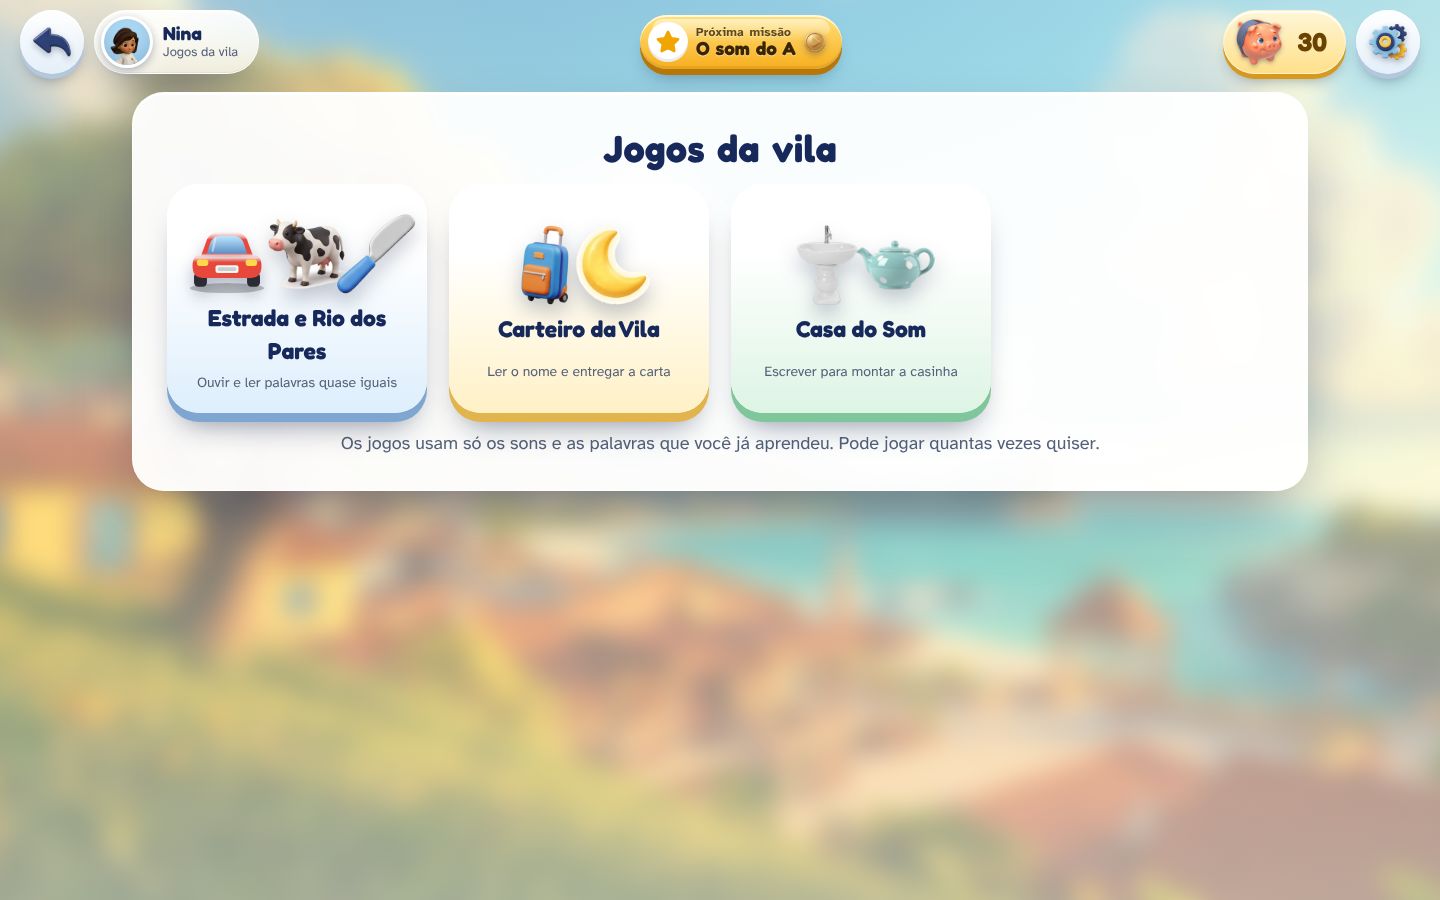 Nina
Jogos da vila
Próxima missão
O som do A
30
Jogos da vila
Estrada e Rio dos
Pares
Ouvir e ler palavras quase iguais
Carteiro da Vila
Ler o nome e entregar a carta
Casa do Som
Escrever para montar a casinha
Os jogos usam só os sons e as palavras que você já aprendeu. Pode jogar quantas vezes quiser.